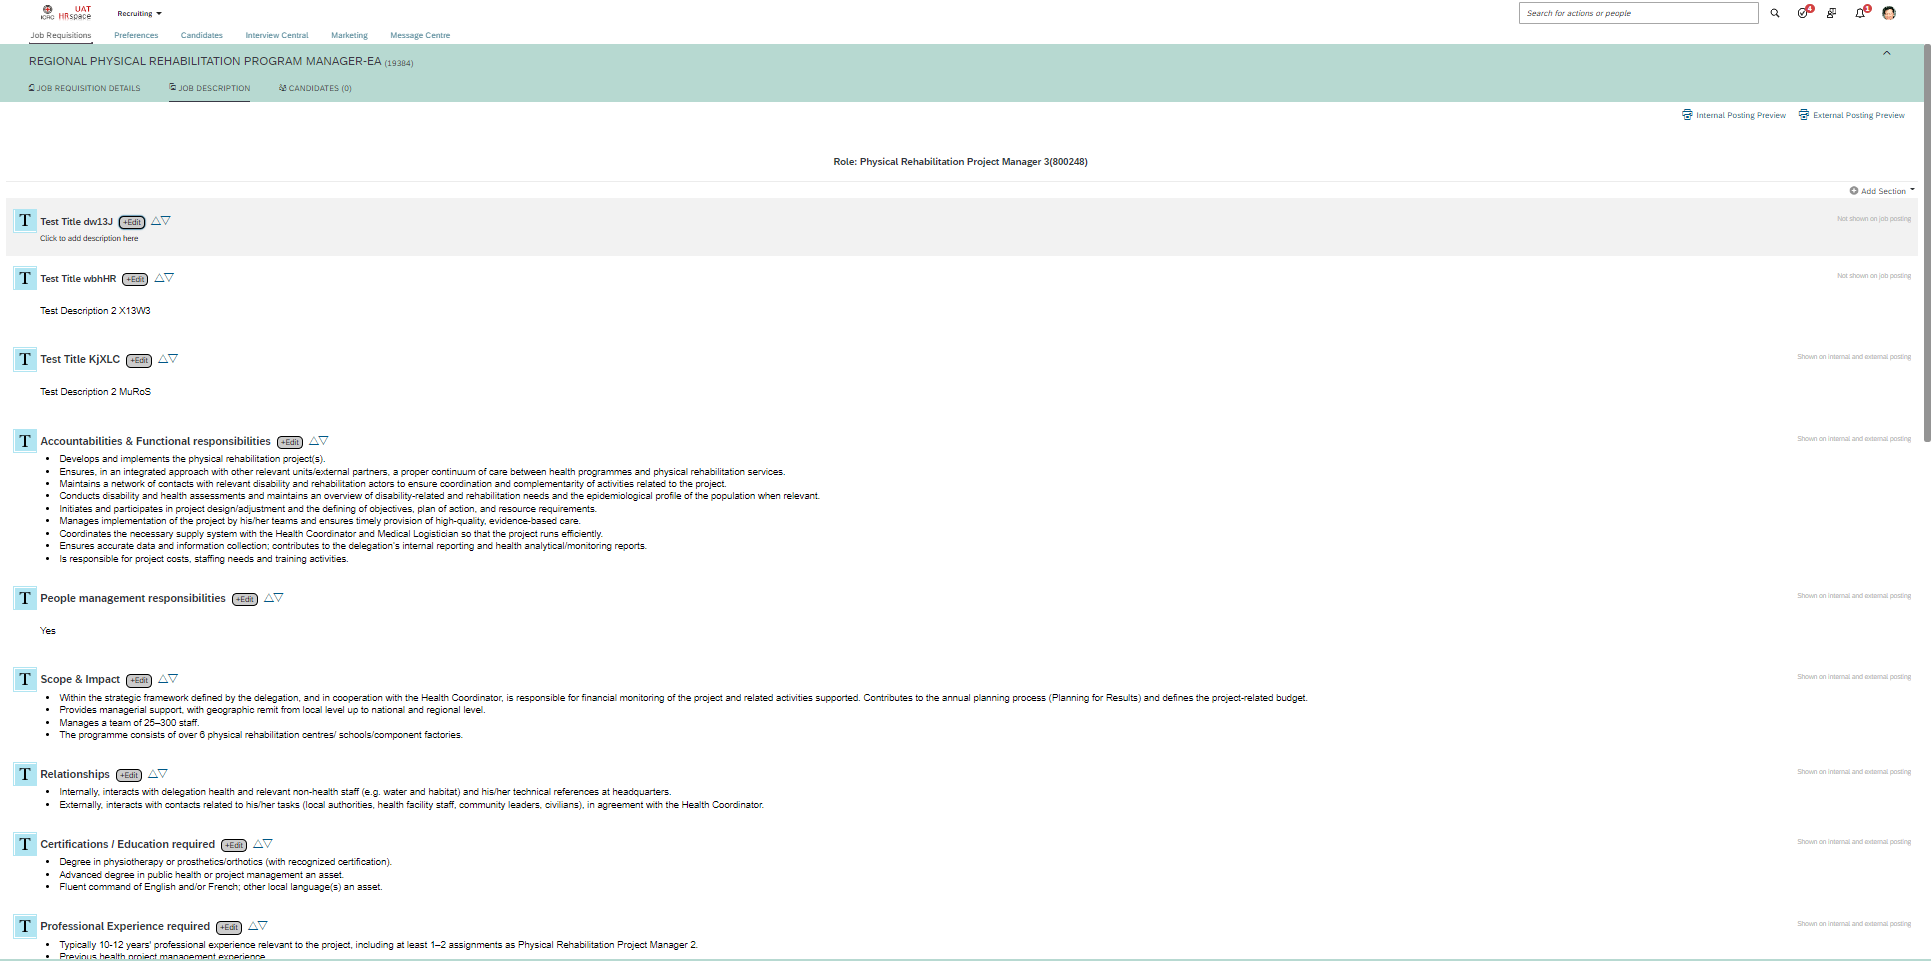 ICRC
UAT
HRspace
Recruiting
Search for actions or people
4
1
Job Requisitions
Preferences
Candidates
Interview Central
Marketing
Message Centre
REGIONAL PHYSICAL REHABILITATION PROGRAM MANAGER-EA (19384)
JOB REQUISITION DETAILS
JOB DESCRIPTION
CANDIDATES (0)
Internal Posting Preview
External Posting Preview
Role: Physical Rehabilitation Project Manager 3(800248)
Add Section
T Test Title dw13J +Edit
Not shown on job posting
Click to add description here
T Test Title wbhHR +Edit
Not shown on job posting
Test Description 2 X13W3
T Test Title KjXLC +Edit
Shown on internal and external posting
Test Description 2 MuRoS
T Accountabilities & Functional responsibilities +Edit
Shown on internal and external posting
• Develops and implements the physical rehabilitation project(s).
• Ensures, in an integrated approach with other relevant units/external partners, a proper continuum of care between health programmes and physical rehabilitation services.
• Maintains a network of contacts with relevant disability and rehabilitation actors to ensure coordination and complementarity of activities related to the project.
• Conducts disability and health assessments and maintains an overview of disability-related and rehabilitation needs and the epidemiological profile of the population when relevant.
• Initiates and participates in project design/adjustment and the defining of objectives, plan of action, and resource requirements.
• Manages implementation of the project by his/her teams and ensures timely provision of high-quality, evidence-based care.
• Coordinates the necessary supply system with the Health Coordinator and Medical Logistician so that the project runs efficiently.
• Ensures accurate data and information collection; contributes to the delegation's internal reporting and health analytical/monitoring reports.
• Is responsible for project costs, staffing needs and training activities.
T People management responsibilities +Edit
Shown on internal and external posting
Yes
T Scope & Impact +Edit
Shown on internal and external posting
• Within the strategic framework defined by the delegation, and in cooperation with the Health Coordinator, is responsible for financial monitoring of the project and related activities supported. Contributes to the annual planning process (Planning for Results) and defines the project-related budget.
• Provides managerial support, with geographic remit from local level up to national and regional level.
• Manages a team of 25–300 staff.
• The programme consists of over 6 physical rehabilitation centres/ schools/component factories.
T Relationships +Edit
Shown on internal and external posting
• Internally, interacts with delegation health and relevant non-health staff (e.g. water and habitat) and his/her technical references at headquarters.
• Externally, interacts with contacts related to his/her tasks (local authorities, health facility staff, community leaders, civilians), in agreement with the Health Coordinator.
T Certifications / Education required +Edit
Shown on internal and external posting
• Degree in physiotherapy or prosthetics/orthotics (with recognized certification).
• Advanced degree in public health or project management an asset.
• Fluent command of English and/or French; other local language(s) an asset.
T Professional Experience required +Edit
Shown on internal and external posting
• Typically 10-12 years' professional experience relevant to the project, including at least 1–2 assignments as Physical Rehabilitation Project Manager 2.
• Previous health project management experience